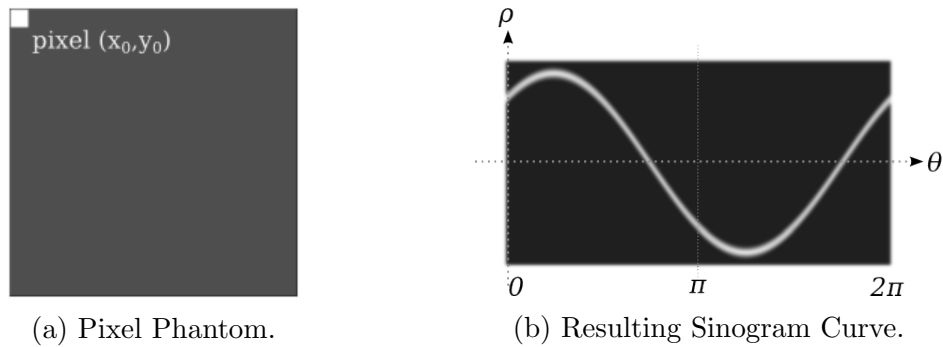 pixel (x₀,y₀)
ρ
θ
0
π
2π
(a) Pixel Phantom.
(b) Resulting Sinogram Curve.